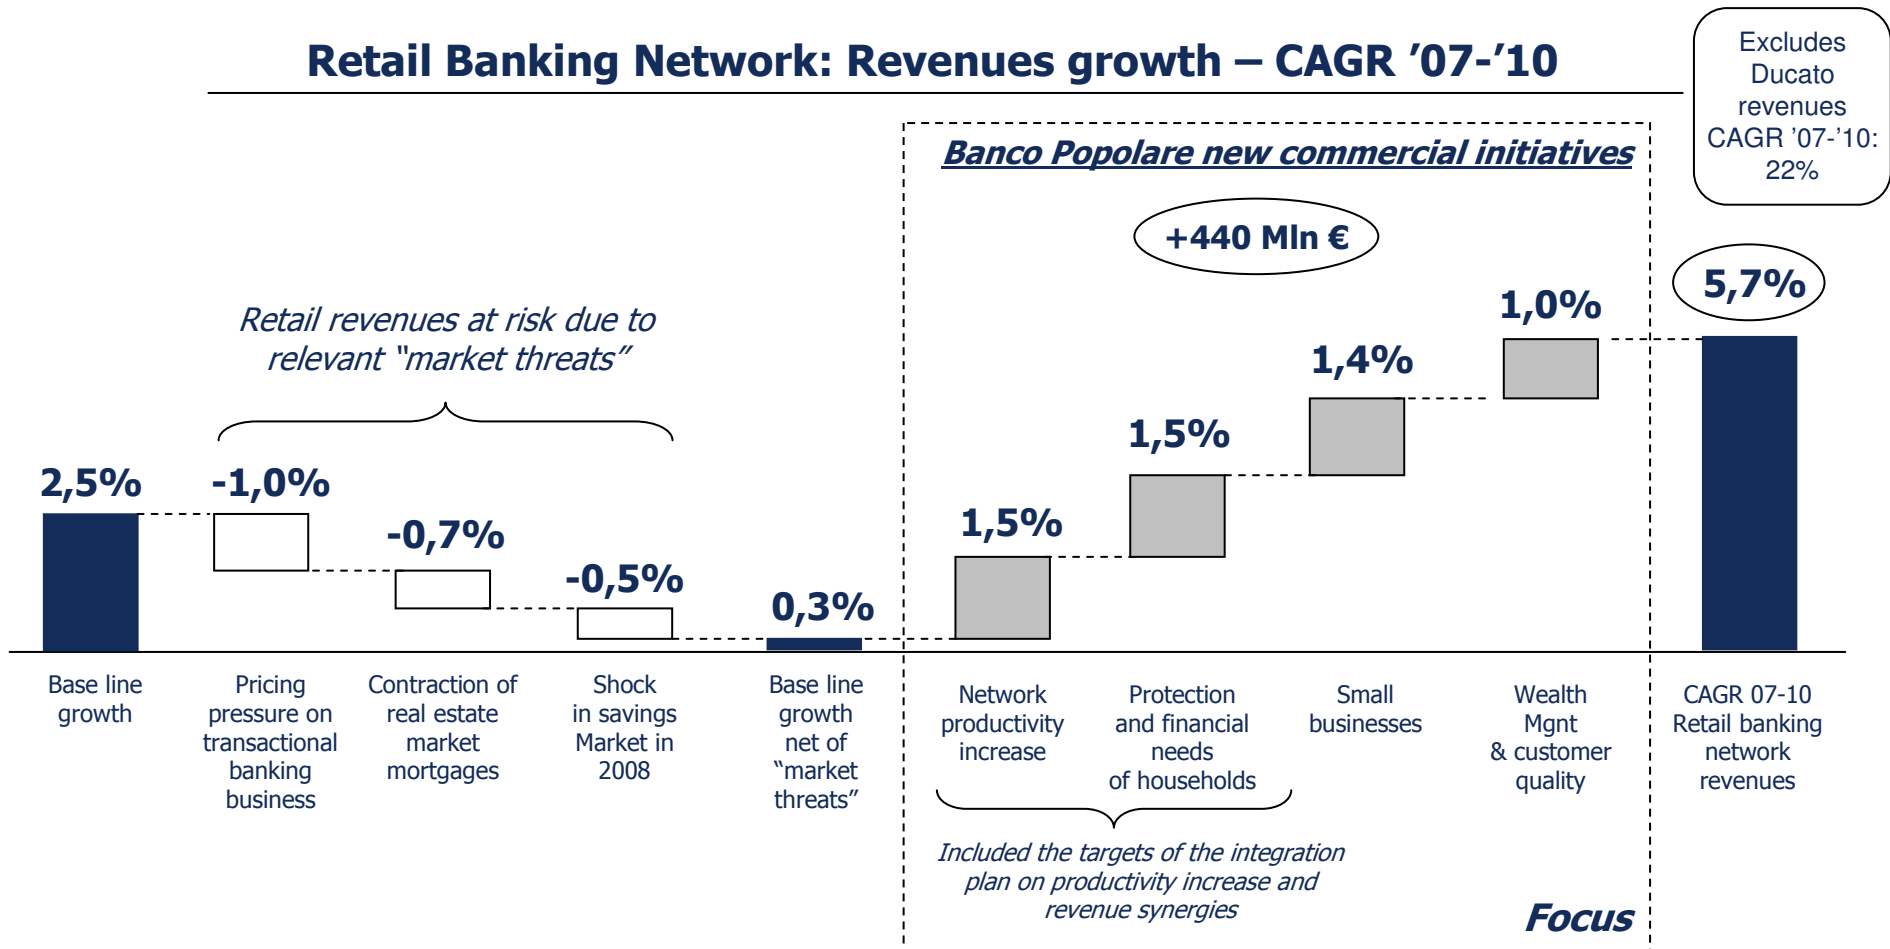 Retail Banking Network: Revenues growth – CAGR ’07-’10
Excludes
Ducato
revenues
CAGR ’07-’10:
22%
Banco Popolare new commercial initiatives
+440 Mln €
Retail revenues at risk due to
relevant “market threats”
2,5%
-1,0%
-0,7%
-0,5%
0,3%
1,5%
1,5%
1,4%
1,0%
5,7%
Base line
growth
Pricing
pressure on
transactional
banking
business
Contraction of
real estate
market
mortgages
Shock
in savings
Market in
2008
Base line
growth
net of
“market
threats”
Network
productivity
increase
Protection
and financial
needs
of households
Small
businesses
Wealth
Mgnt
& customer
quality
CAGR 07-10
Retail banking
network
revenues
Included the targets of the integration
plan on productivity increase and
revenue synergies
Focus